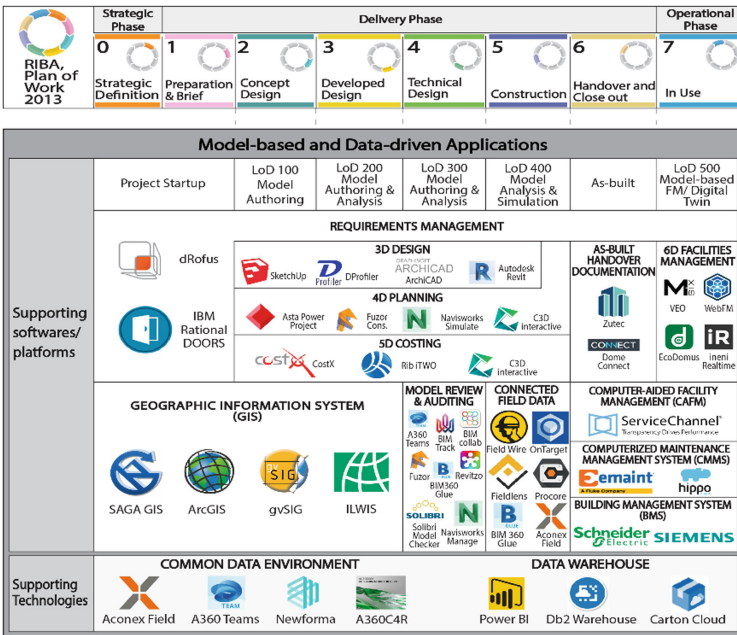 RIBA,
Plan of
Work
2013
Strategic
Phase
Delivery Phase
Operational
Phase
0
Strategic
Definition
1
Preparation
& Brief
2
Concept
Design
3
Developed
Design
4
Technical
Design
5
Construction
6
Handover and
Close out
7
In Use
Model-based and Data-driven Applications
Supporting
softwares/
platforms
Project Startup
LoD 100
Model
Authoring
LoD 200
Model
Authoring &
Analysis
LoD 300
Model
Authoring &
Analysis
LoD 400
Model
Analysis &
Simulation
As-built
LoD 500
Model-based
FM/ Digital
Twin
REQUIREMENTS MANAGEMENT
dRofus
IBM
Rational
DOORS
3D DESIGN
SketchUp
Profiler
DProfiler
GRAPHISOFT
ARCHICAD
ArchiCAD
R
Autodesk
Revit
4D PLANNING
Asta Power
Project
Fuzor
Cons.
N
Navisworks
Simulate
C3D
interactive
5D COSTING
costX
CostX
Rib iTWO
C3D
interactive
AS-BUILT
HANDOVER
DOCUMENTATION
Zutec
CONNECT
Dome
Connect
6D FACILITIES
MANAGEMENT
VEO
WebFM
EcoDomus
iR
ineni
Realtime
GEOGRAPHIC INFORMATION SYSTEM
(GIS)
SAGA GIS
ArcGIS
gvSIG
ILWIS
MODEL REVIEW
& AUDITING
A360
Teams
BIM
Track
BIM
collab
Fuzor
BIM360
Glue
Revitzo
SOLIBRI
Solibri
Model
Checker
N
Navisworks
Manage
CONNECTED
FIELD DATA
Field Wire
OnTarget
Fieldlens
Procore
B
GLUE
BIM 360
Glue
Aconex
Field
COMPUTER-AIDED FACILITY
MANAGEMENT (CAFM)
ServiceChannel
Transparency Drives Performance
COMPUTERIZED MAINTENANCE
MANAGEMENT SYSTEM (CMMS)
emaint
A Fluke Company
hippo
BUILDING MANAGEMENT SYSTEM
(BMS)
Schneider
Electric
SIEMENS
Supporting
Technologies
COMMON DATA ENVIRONMENT
Aconex Field
TEAM
A360 Teams
Newforma
A360C4R
DATA WAREHOUSE
Power BI
Db2 Warehouse
Carton Cloud